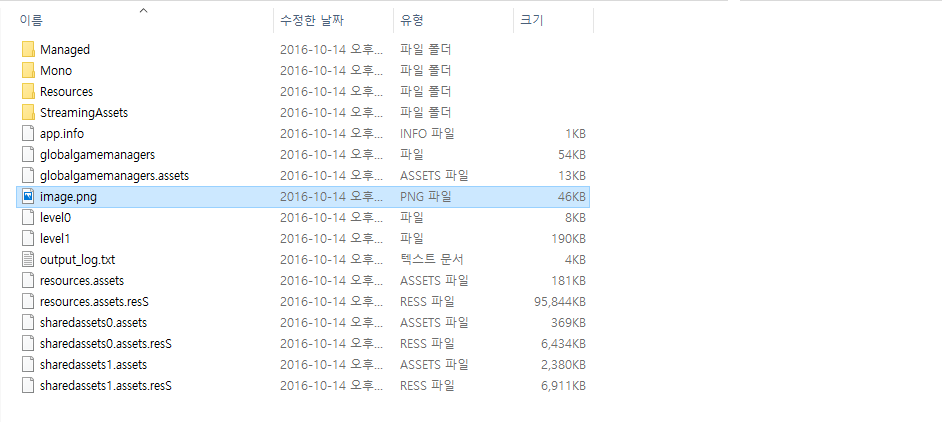 이름 수정한 날짜 유형 크기
Managed 2016-10-14 오후... 파일 폴더
Mono 2016-10-14 오후... 파일 폴더
Resources 2016-10-14 오후... 파일 폴더
StreamingAssets 2016-10-14 오후... 파일 폴더
app.info 2016-10-14 오후... INFO 파일 1KB
globalgamemanagers 2016-10-14 오후... 파일 54KB
globalgamemanagers.assets 2016-10-14 오후... ASSETS 파일 13KB
image.png 2016-10-14 오후... PNG 파일 46KB
level0 2016-10-14 오후... 파일 8KB
level1 2016-10-14 오후... 파일 190KB
output_log.txt 2016-10-14 오후... 텍스트 문서 4KB
resources.assets 2016-10-14 오후... ASSETS 파일 181KB
resources.assets.resS 2016-10-14 오후... RESS 파일 95,844KB
sharedassets0.assets 2016-10-14 오후... ASSETS 파일 369KB
sharedassets0.assets.resS 2016-10-14 오후... RESS 파일 6,434KB
sharedassets1.assets 2016-10-14 오후... ASSETS 파일 2,380KB
sharedassets1.assets.resS 2016-10-14 오후... RESS 파일 6,911KB